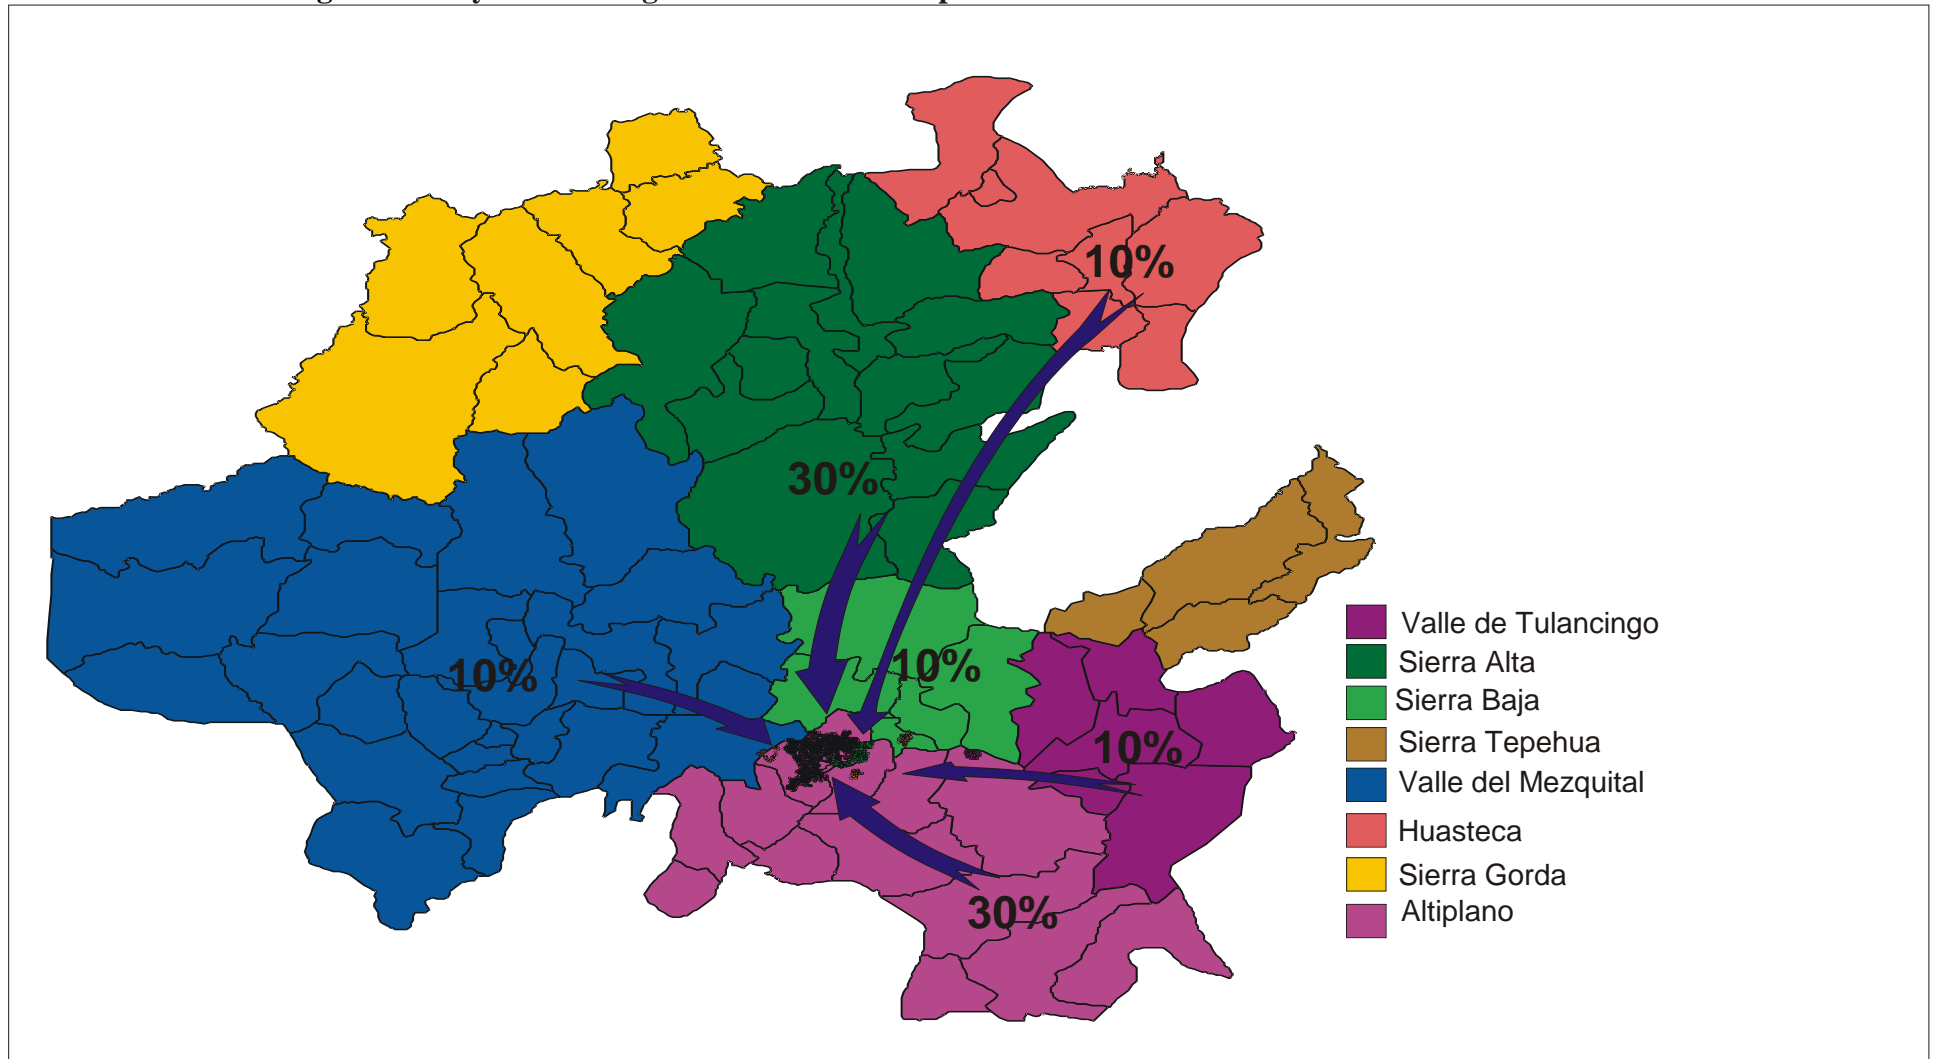 10%
30%
10%
10%
10%
30%
Valle de Tulancingo
Sierra Alta
Sierra Baja
Sierra Tepehua
Valle del Mezquital
Huasteca
Sierra Gorda
Altiplano